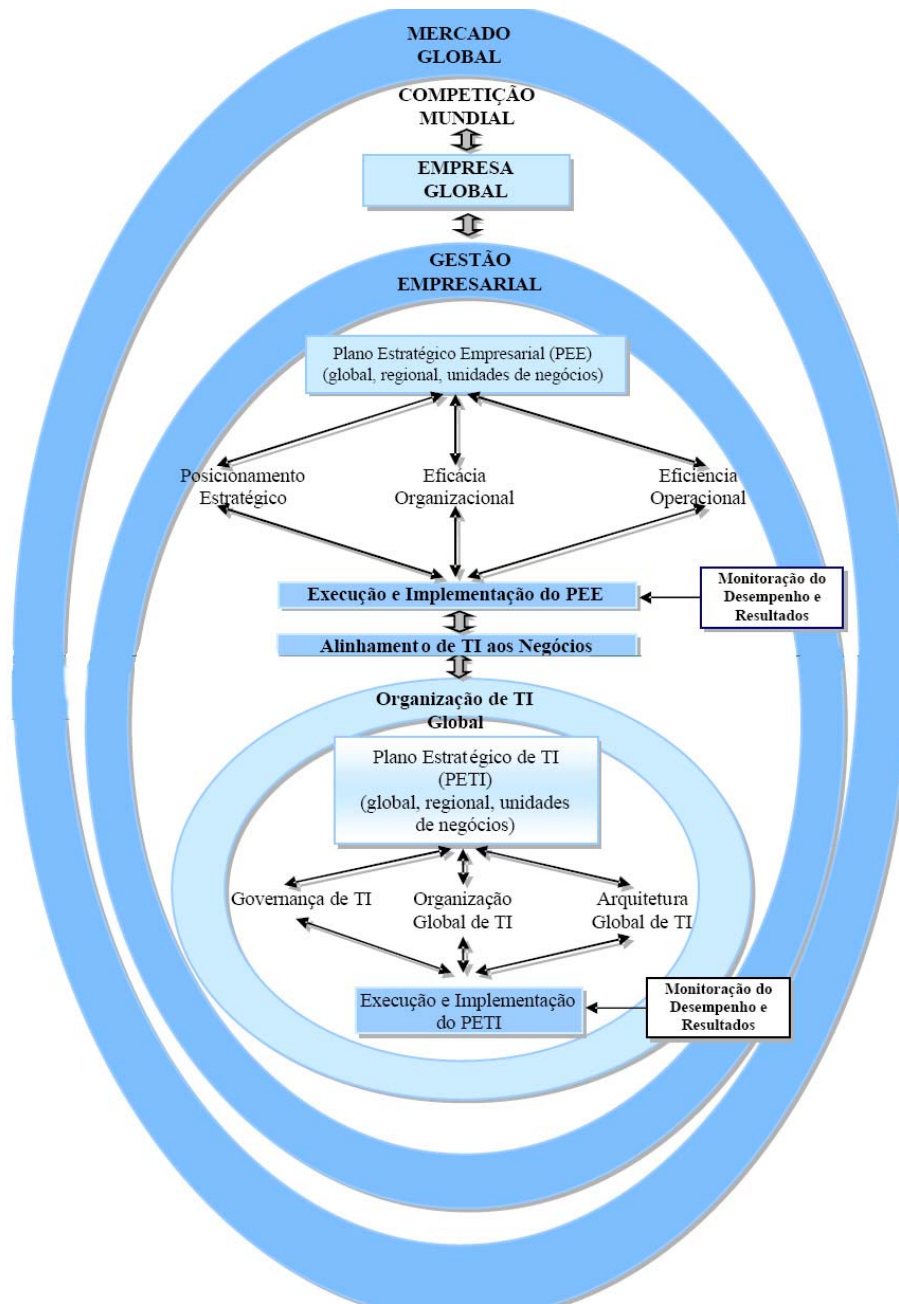 MERCADO
GLOBAL
COMPETIÇÃO
MUNDIAL
EMPRESA
GLOBAL
GESTÃO
EMPRESARIAL
Plano Estratégico Empresarial (PEE)
(global, regional, unidades de negócios)
Posicionamento
Estratégico
Eficácia
Organizacional
Eficiência
Operacional
Execução e Implementação do PEE
Monitoração do
Desempenho e
Resultados
Alinhamento de TI aos Negócios
Organização de TI
Global
Plano Estratégico de TI
(PETI)
(global, regional, unidades
de negócios)
Governança de TI
Organização
Global de TI
Arquitetura
Global de TI
Execução e Implementação
do PETI
Monitoração do
Desempenho e
Resultados